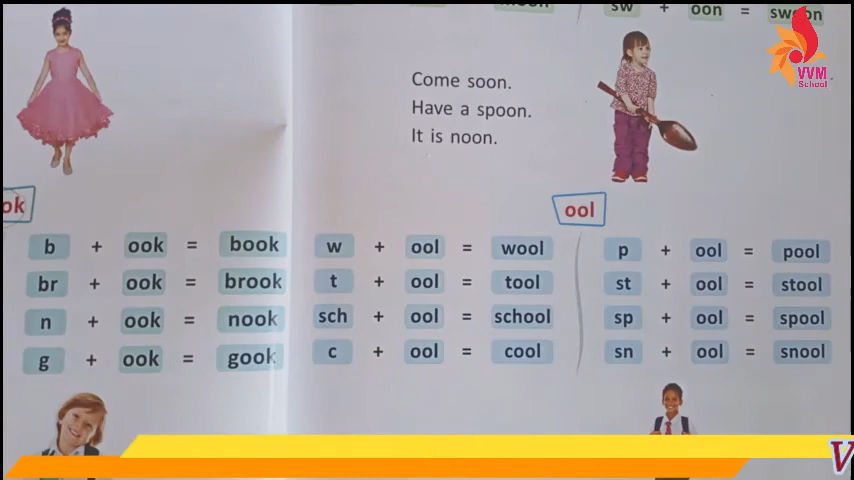 sw + oon = swoon
VVM
School
Come soon.
Have a spoon.
It is noon.
ok
ool
b + ook = book
br + ook = brook
n + ook = nook
g + ook = gook
w + ool = wool
t + ool = tool
sch + ool = school
c + ool = cool
p + ool = pool
st + ool = stool
sp + ool = spool
sn + ool = snool
V